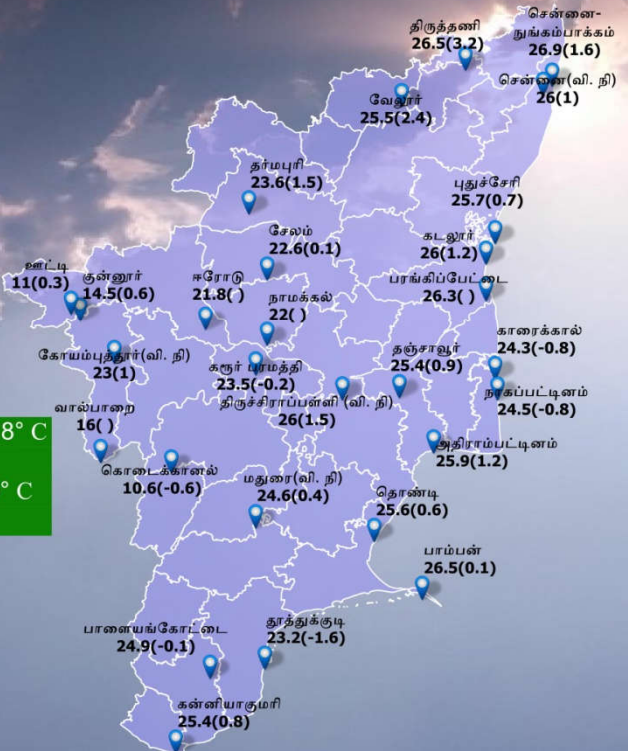 சென்னை-
நுங்கம்பாக்கம்
26.9(1.6)
திருத்தணி
26.5(3.2)
சென்னை(வி. நி)
26(1)
வேலூர்
25.5(2.4)
தர்மபுரி
23.6(1.5)
புதுச்சேரி
25.7(0.7)
சேலம்
22.6(0.1)
கடலூர்
26(1.2)
ஊட்டி
11(0.3)
குன்னூர்
14.5(0.6)
ஈரோடு
21.8( )
நாமக்கல்
22( )
பரங்கிப்பேட்டை
26.3( )
காரைக்கால்
24.3(-0.8)
கோயம்புத்தூர்(வி. நி)
23(1)
கரூர் பரமத்தி
23.5(-0.2)
தஞ்சாவூர்
25.4(0.9)
நாகப்பட்டினம்
24.5(-0.8)
திருச்சிராப்பள்ளி (வி. நி)
26(1.5)
வால்பாறை
16( )
8° C
° C
அதிராம்பட்டினம்
25.9(1.2)
கொடைக்கானல்
10.6(-0.6)
மதுரை(வி. நி)
24.6(0.4)
தொண்டி
25.6(0.6)
பாம்பன்
26.5(0.1)
பாளையங்கோட்டை
24.9(-0.1)
தூத்துக்குடி
23.2(-1.6)
கன்னியாகுமரி
25.4(0.8)